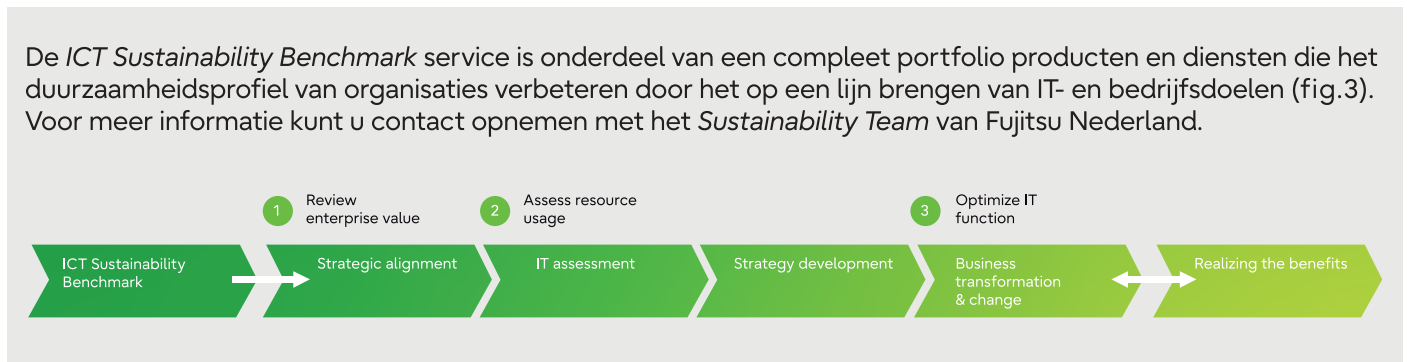 De ICT Sustainability Benchmark service is onderdeel van een compleet portfolio producten en diensten die het
duurzaamheidsprofiel van organisaties verbeteren door het op een lijn brengen van IT- en bedrijfsdoelen (fig.3).
Voor meer informatie kunt u contact opnemen met het Sustainability Team van Fujitsu Nederland.
1
Review
enterprise value
2
Assess resource
usage
3
Optimize IT
function
ICT Sustainability
Benchmark
Strategic alignment
IT assessment
Strategy development
Business
transformation
& change
Realizing the benefits